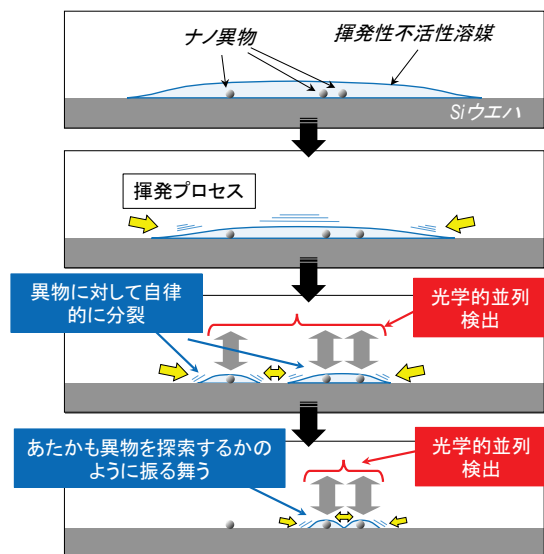 ナノ異物
揮発性不活性溶媒
Siウエハ
揮発プロセス
異物に対して自律
的に分裂
光学的並列
検出
あたかも異物を探索するかの
ように振る舞う
光学的並列
検出